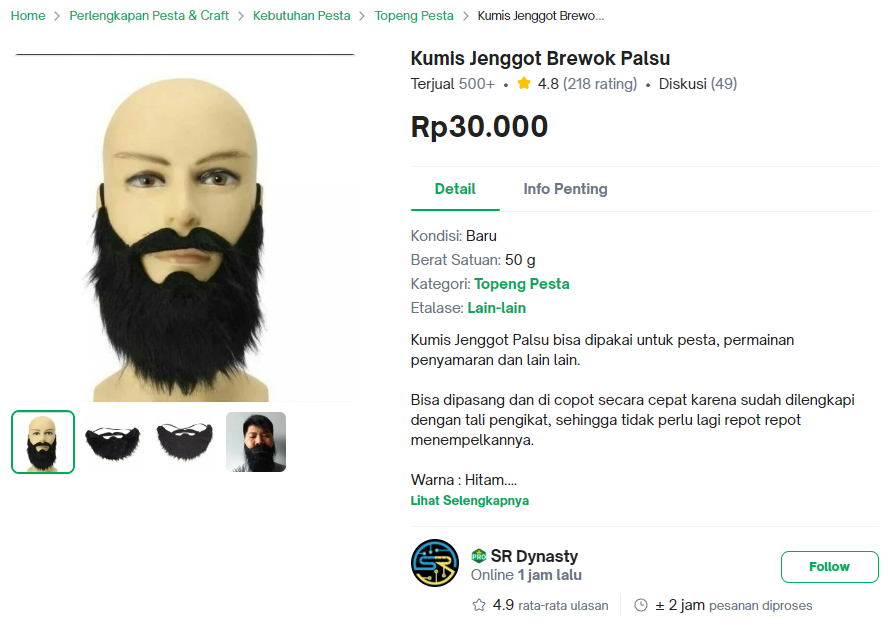 Home > Perlengkapan Pesta & Craft > Kebutuhan Pesta > Topeng Pesta > Kumis Jenggot Brewo...
Kumis Jenggot Brewok Palsu
Terjual 500+ • 4.8 (218 rating) • Diskusi (49)
Rp30.000
Detail Info Penting
Kondisi: Baru
Berat Satuan: 50 g
Kategori: Topeng Pesta
Etalase: Lain-lain
Kumis Jenggot Palsu bisa dipakai untuk pesta, permainan
penyamaran dan lain lain.
Bisa dipasang dan di copot secara cepat karena sudah dilengkapi
dengan tali pengikat, sehingga tidak perlu lagi repot repot
menempelkannya.
Warna : Hitam....
Lihat Selengkapnya
SR
PRO SR Dynasty
Online 1 jam lalu
Follow
4.9 rata-rata ulasan
± 2 jam pesanan diproses